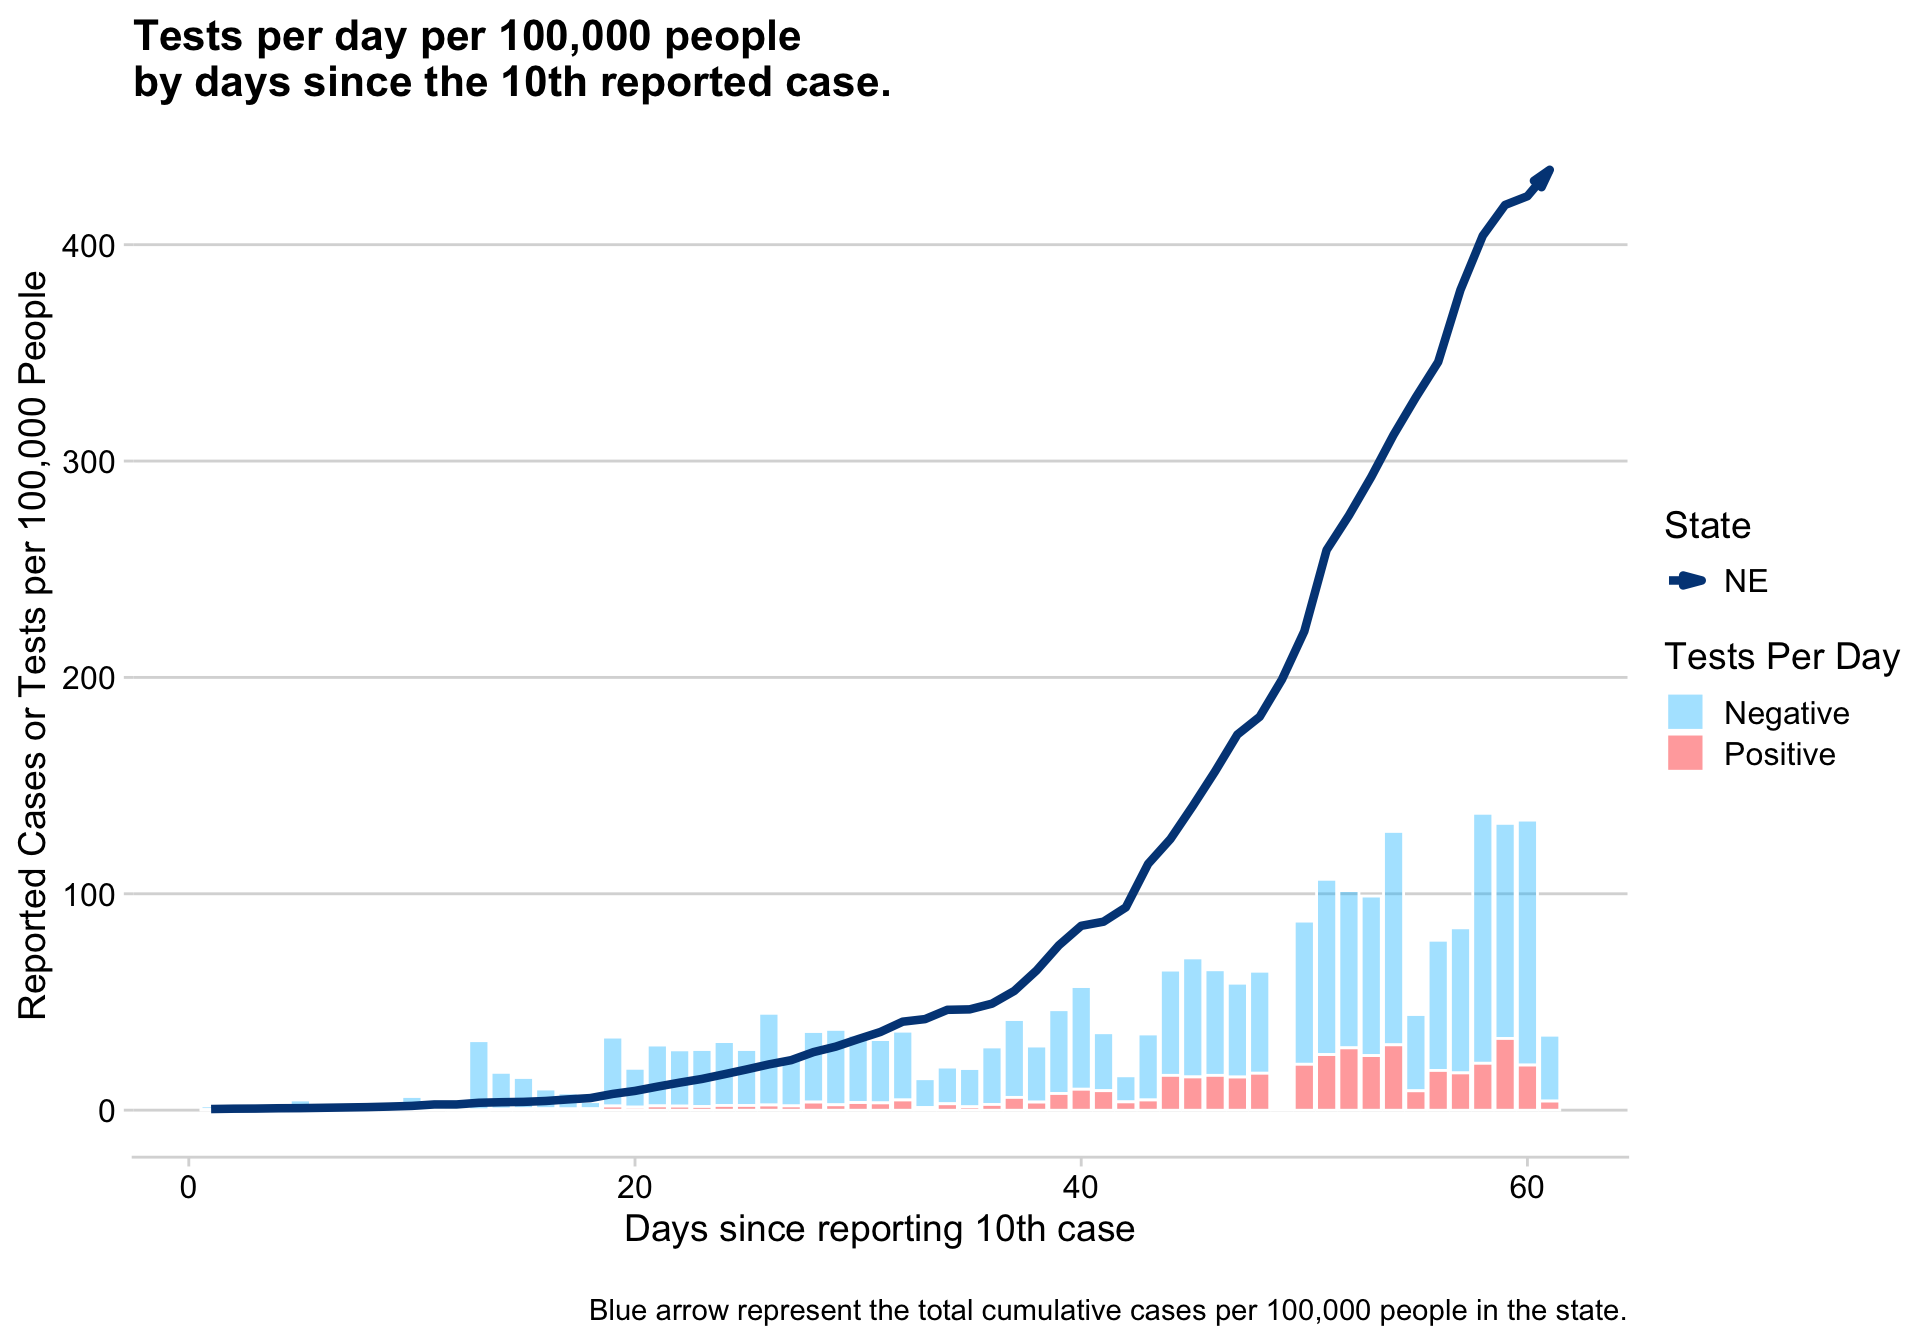 Tests per day per 100,000 people
by days since the 10th reported case.
Reported Cases or Tests per 100,000 People
400
300
200
100
0
0
20
40
60
Days since reporting 10th case
State
NE
Tests Per Day
Negative
Positive
Blue arrow represent the total cumulative cases per 100,000 people in the state.